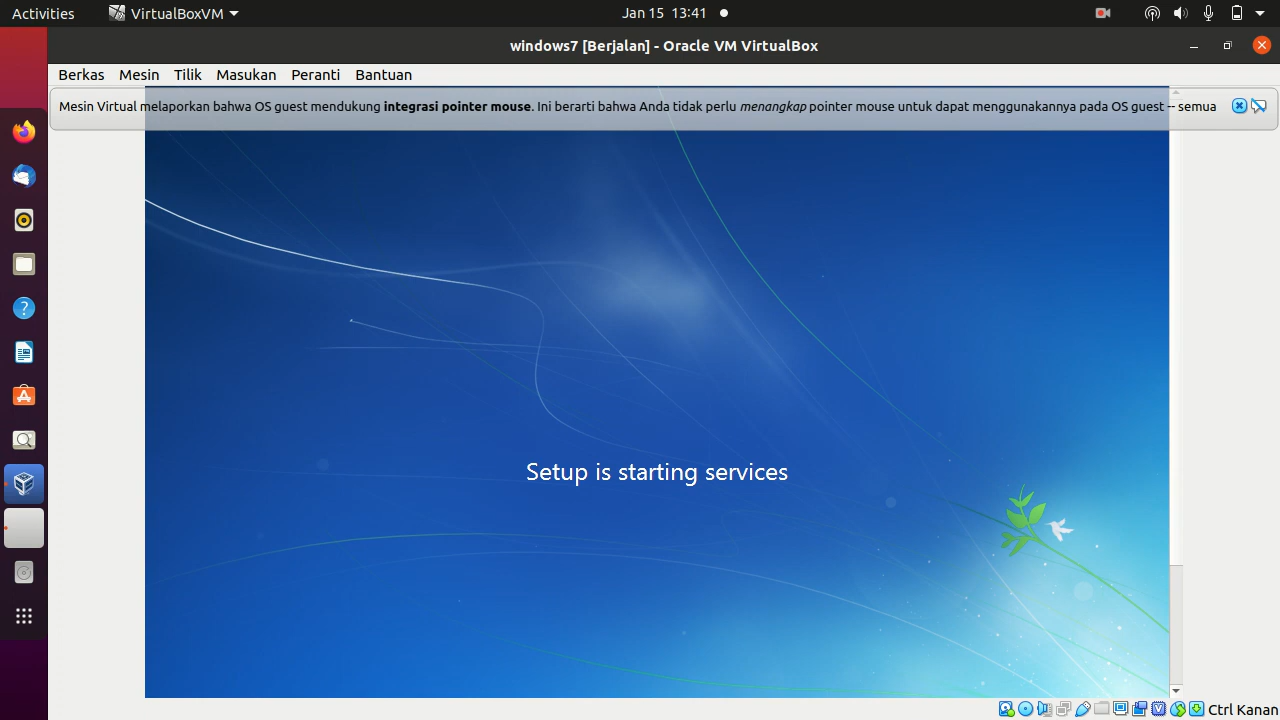 Activities
VirtualBoxVM
Jan 15 13:41
windows7 [Berjalan] - Oracle VM VirtualBox
Berkas Mesin Tilik Masukan Peranti Bantuan
Mesin Virtual melaporkan bahwa OS guest mendukung integrasi pointer mouse. Ini berarti bahwa Anda tidak perlu menangkap pointer mouse untuk dapat menggunakannya pada OS guest -- semua
Setup is starting services
Ctrl Kanan